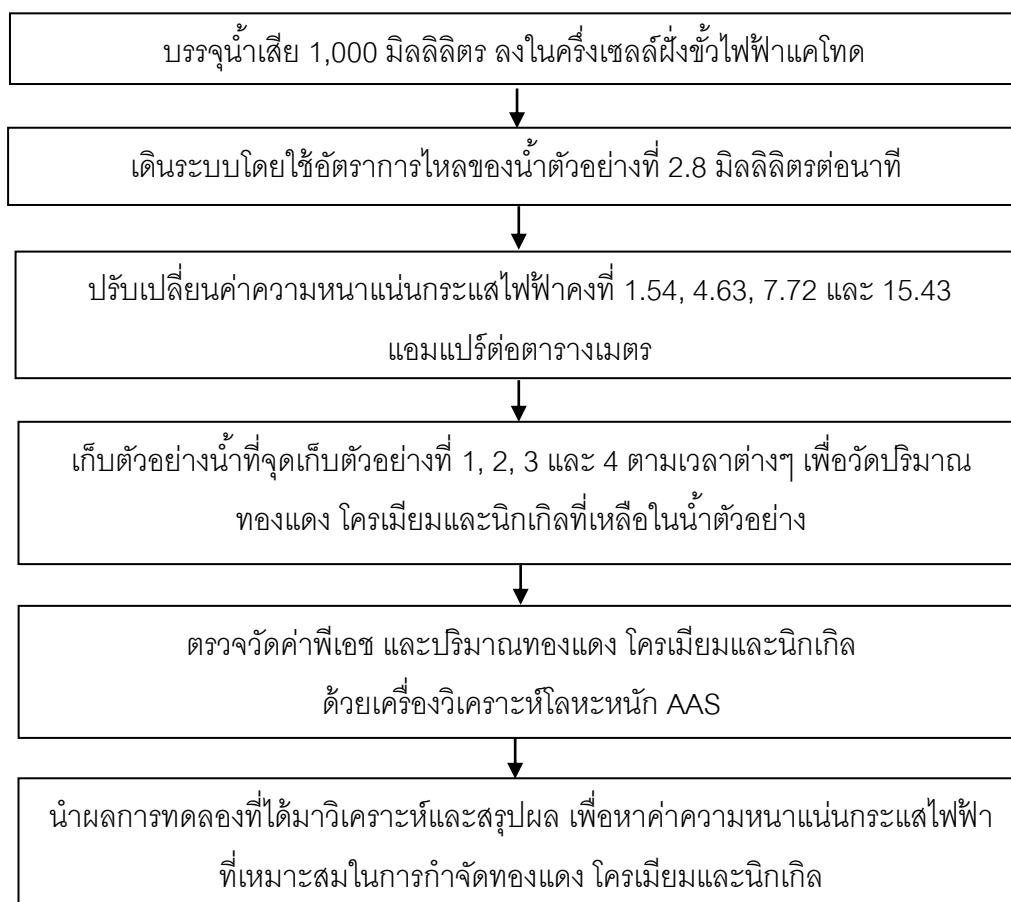 บรรจุน้ำเสีย 1,000 มิลลิลิตร ลงในครึ่งเซลล์ฝั่งขั้วไฟฟ้าแคโทด
เดินระบบโดยใช้อัตราการไหลของน้ำตัวอย่างที่ 2.8 มิลลิลิตรต่อนาที
ปรับเปลี่ยนค่าความหนาแน่นกระแสไฟฟ้าคงที่ 1.54, 4.63, 7.72 และ 15.43
แอมแปร์ต่อตารางเมตร
เก็บตัวอย่างน้ำที่จุดเก็บตัวอย่างที่ 1, 2, 3 และ 4 ตามเวลาต่างๆ เพื่อวัดปริมาณ
ทองแดง โครเมียมและนิกเกิลที่เหลือในน้ำตัวอย่าง
ตรวจวัดค่าพีเอช และปริมาณทองแดง โครเมียมและนิกเกิล
ด้วยเครื่องวิเคราะห์โลหะหนัก AAS
นำผลการทดลองที่ได้มาวิเคราะห์และสรุปผล เพื่อหาค่าความหนาแน่นกระแสไฟฟ้า
ที่เหมาะสมในการกำจัดทองแดง โครเมียมและนิกเกิล